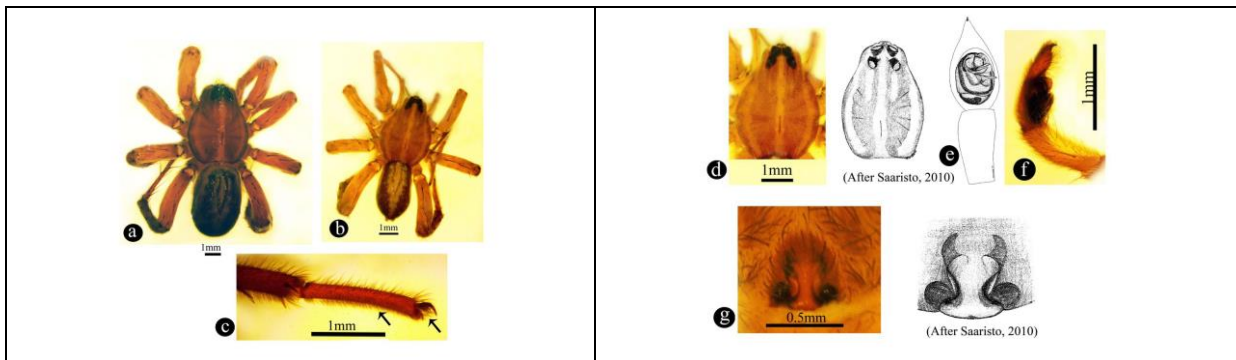 a
1mm
b
1mm
c
1mm
d
1mm
(After Saaristo, 2010)
e
f
1mm
g
0.5mm
(After Saaristo, 2010)